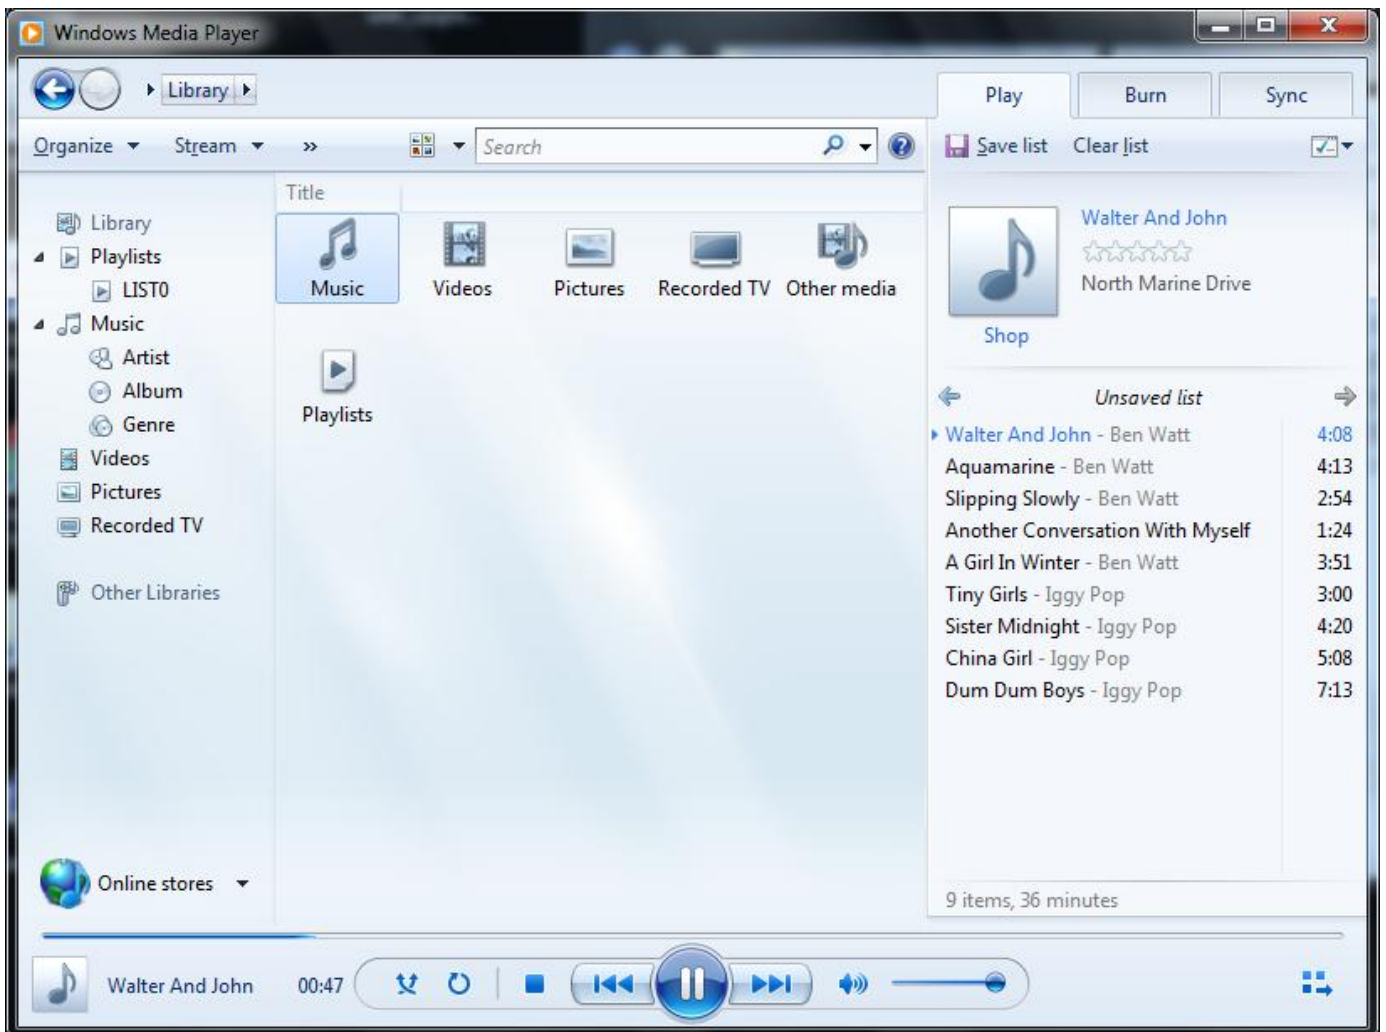 Windows Media Player
Library
Play Burn Sync
Organize Stream » Search
Save list Clear list
Title
Library
Playlists
LIST0
Music
Artist
Album
Genre
Videos
Pictures
Recorded TV
Other Libraries
Online stores
Music Videos Pictures Recorded TV Other media
Playlists
Walter And John
North Marine Drive
Shop
Unsaved list
Walter And John - Ben Watt 4:08
Aquamarine - Ben Watt 4:13
Slipping Slowly - Ben Watt 2:54
Another Conversation With Myself 1:24
A Girl In Winter - Ben Watt 3:51
Tiny Girls - Iggy Pop 3:00
Sister Midnight - Iggy Pop 4:20
China Girl - Iggy Pop 5:08
Dum Dum Boys - Iggy Pop 7:13
9 items, 36 minutes
Walter And John 00:47